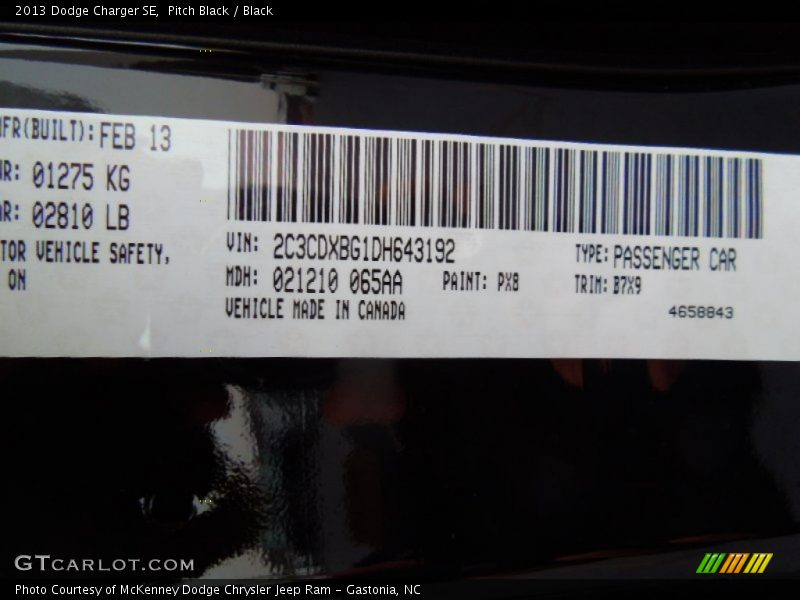 2013 Dodge Charger SE,  Pitch Black / Black
MFR(BUILT): FEB 13
01275 KG
02810 LB
VEHICLE SAFETY,
ON
VIN: 2C3CDXBG1DH643192
TYPE: PASSENGER CAR
MDH: 021210 065AA
PAINT: PX8
TRIM: B7X9
VEHICLE MADE IN CANADA
4658843
GTCARLOT.COM
Photo Courtesy of McKenney Dodge Chrysler Jeep Ram - Gastonia, NC